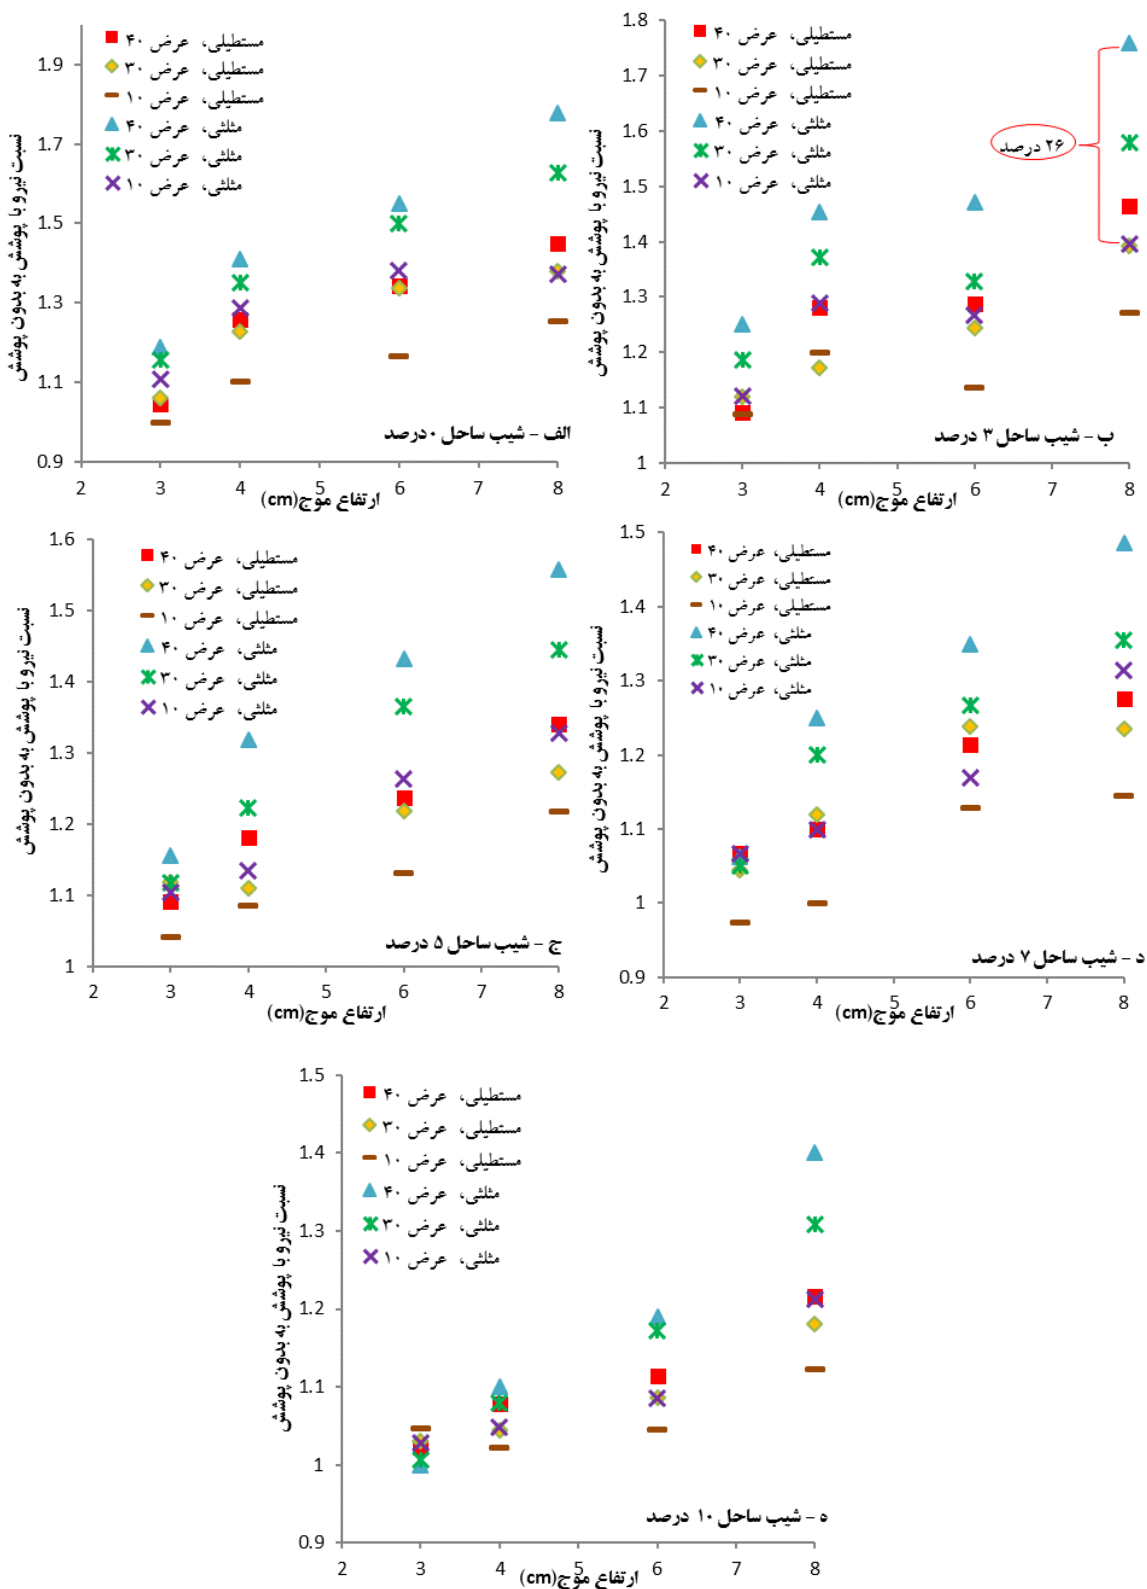 نسبت نیرو با پوشش به بدون پوشش
1.9
1.7
1.5
1.3
1.1
0.9
مستطیلی، عرض ۴۰
مستطیلی، عرض ۳۰
مستطیلی، عرض ۱۰
مثلثی، عرض ۴۰
مثلثی، عرض ۳۰
مثلثی، عرض ۱۰
الف - شیب ساحل ۰ درصد
2 3 4 5 6 7 8
ارتفاع موج(cm)
نسبت نیرو با پوشش به بدون پوشش
1.8
1.7
1.6
1.5
1.4
1.3
1.2
1.1
1
مستطیلی، عرض ۴۰
مستطیلی، عرض ۳۰
مستطیلی، عرض ۱۰
مثلثی، عرض ۴۰
مثلثی، عرض ۳۰
مثلثی، عرض ۱۰
۲۶ درصد
ب - شیب ساحل ۳ درصد
2 3 4 5 6 7 8
ارتفاع موج(cm)
نسبت نیرو با پوشش به بدون پوشش
1.6
1.5
1.4
1.3
1.2
1.1
1
مستطیلی، عرض ۴۰
مستطیلی، عرض ۳۰
مستطیلی، عرض ۱۰
مثلثی، عرض ۴۰
مثلثی، عرض ۳۰
مثلثی، عرض ۱۰
ج - شیب ساحل ۵ درصد
2 3 4 5 6 7 8
ارتفاع موج(cm)
نسبت نیرو با پوشش به بدون پوشش
1.5
1.4
1.3
1.2
1.1
1
0.9
مستطیلی، عرض ۴۰
مستطیلی، عرض ۳۰
مستطیلی، عرض ۱۰
مثلثی، عرض ۴۰
مثلثی، عرض ۳۰
مثلثی، عرض ۱۰
د - شیب ساحل ۷ درصد
2 3 4 5 6 7 8
ارتفاع موج(cm)
نسبت نیرو با پوشش به بدون پوشش
1.5
1.4
1.3
1.2
1.1
1
0.9
مستطیلی، عرض ۴۰
مستطیلی، عرض ۳۰
مستطیلی، عرض ۱۰
مثلثی، عرض ۴۰
مثلثی، عرض ۳۰
مثلثی، عرض ۱۰
ه - شیب ساحل ۱۰ درصد
2 3 4 5 6 7 8
ارتفاع موج(cm)